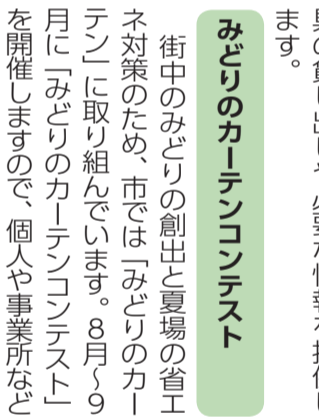 ます。
みどりのカーテンコンテスト
街中のみどりの創出と夏場の省エ
ネ対策のため、市では「みどりのカー
テン」に取り組んでいます。8月〜9
月に「みどりのカーテンコンテスト」
を開催しますので、個人や事業所など